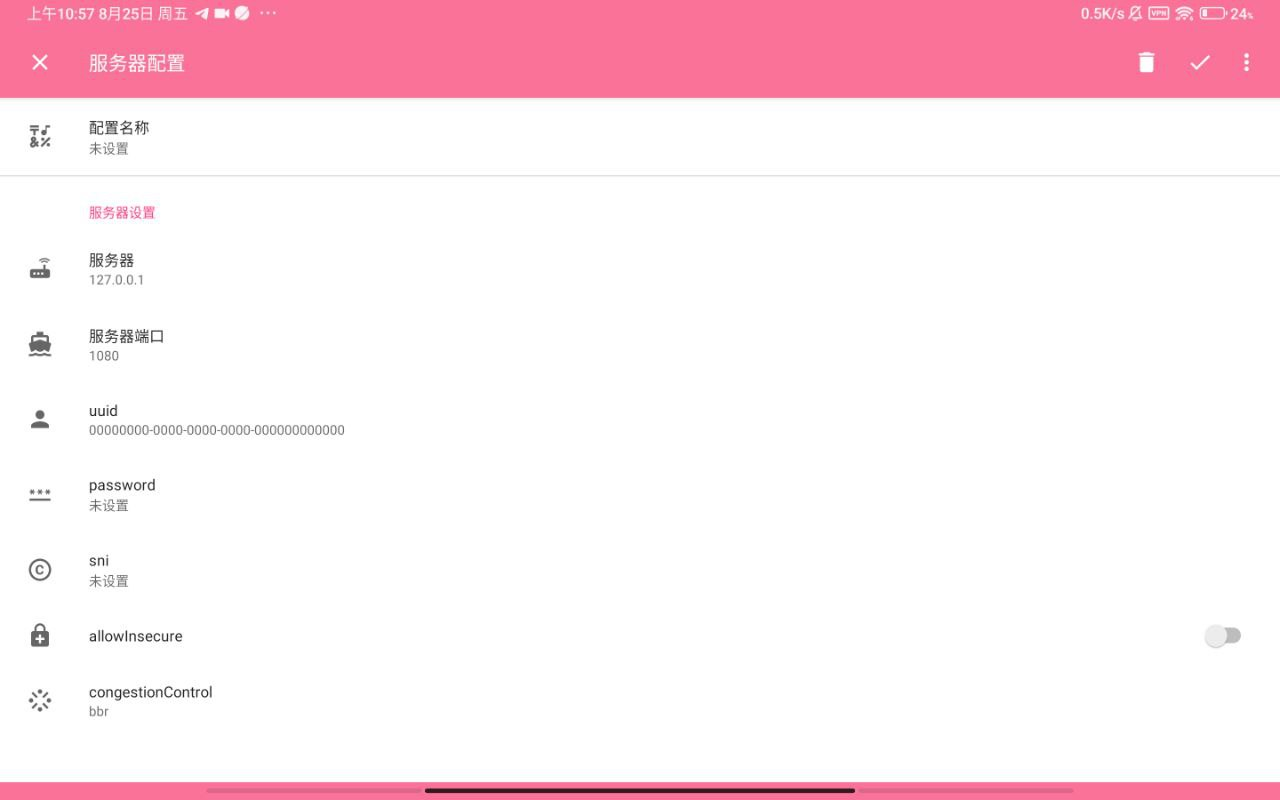 上午10:57 8月25日 周五 ···
0.5K/s VPN 24%
服务器配置
配置名称
未设置
服务器设置
服务器
127.0.0.1
服务器端口
1080
uuid
00000000-0000-0000-0000-000000000000
password
未设置
sni
未设置
allowInsecure
congestionControl
bbr